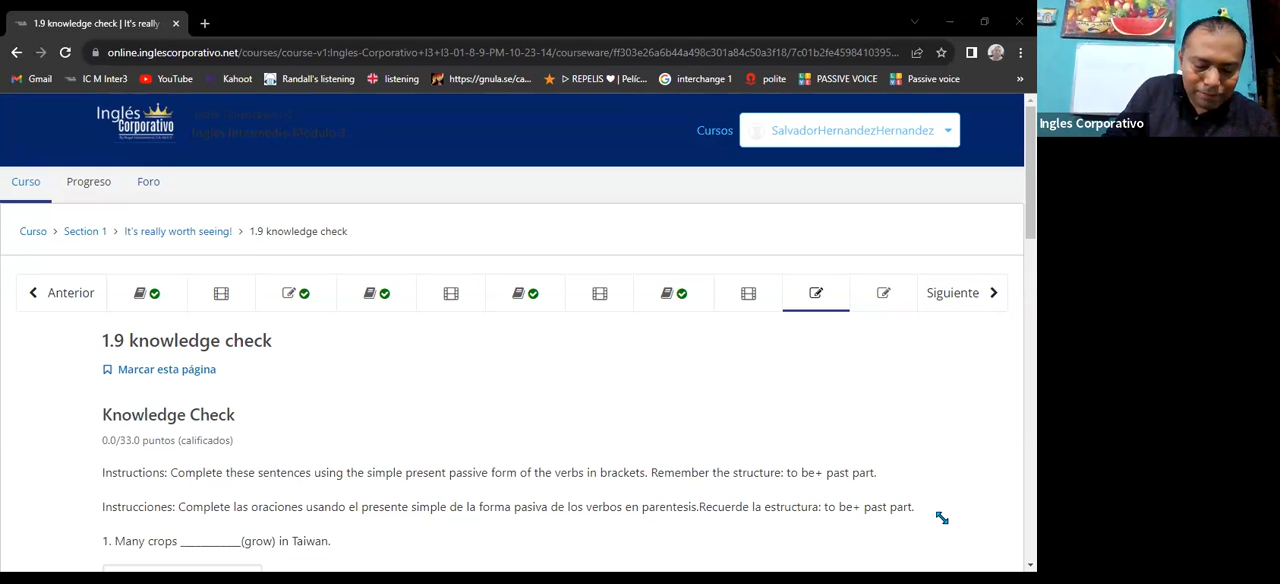 1.9 knowledge check | It's really
online.inglescorporativo.net/courses/course-v1:Ingles-Corporativo+I3+I3-01-8-9-PM-10-23-14/courseware/ff303e26a6b44a498c301a84c50a3f18/7c01b2fe4598410395...
Gmail IC M Inter3 YouTube Kahoot Randall's listening listening https://gnula.se/ca... ▷ REPELIS ♥ | Pelíc... interchange 1 polite PASSIVE VOICE Passive voice »
Inglés Corporativo
Inglés Intermedio Módulo 3
Cursos SalvadorHernandezHernandez
Ingles Corporativo
Curso Progreso Foro
Curso > Section 1 > It's really worth seeing! > 1.9 knowledge check
Anterior Siguiente
1.9 knowledge check
Marcar esta página
Knowledge Check
0.0/33.0 puntos (calificados)
Instructions: Complete these sentences using the simple present passive form of the verbs in brackets. Remember the structure: to be+ past part.
Instrucciones: Complete las oraciones usando el presente simple de la forma pasiva de los verbos en parentesis.Recuerde la estructura: to be+ past part.
1. Many crops __________(grow) in Taiwan.